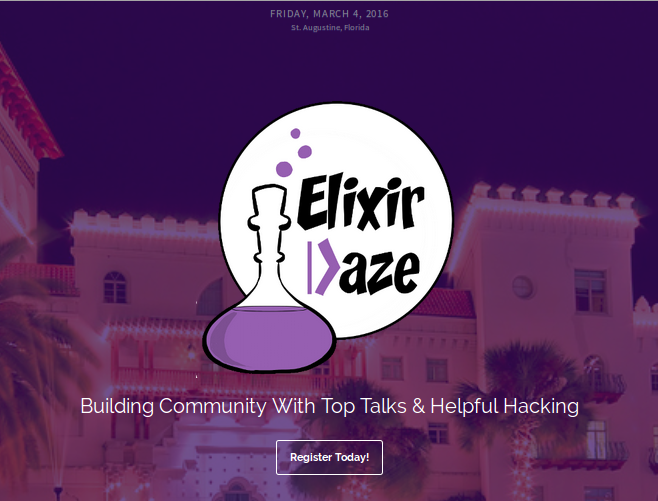 FRIDAY, MARCH 4, 2016
St. Augustine, Florida
Elixir
|>aze
Building Community With Top Talks & Helpful Hacking
Register Today!